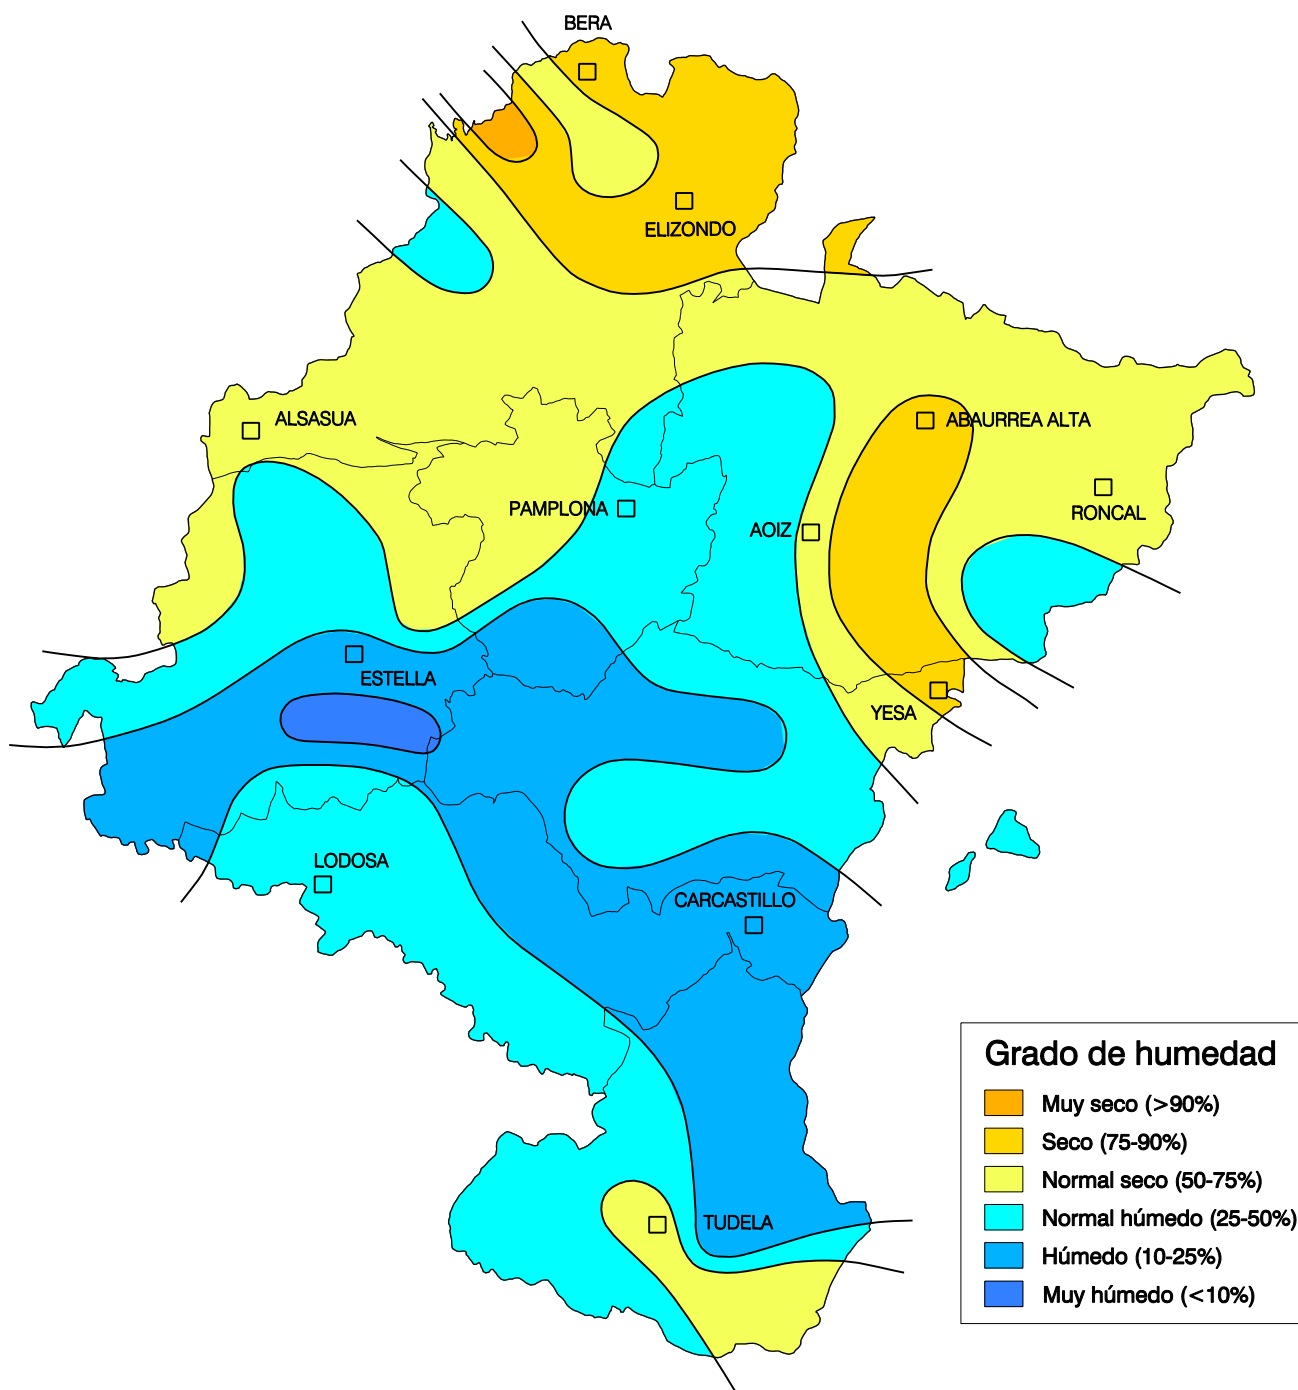 BERA
ELIZONDO
ALSASUA
ABAURREA ALTA
PAMPLONA
AOIZ
RONCAL
ESTELLA
YESA
LODOSA
CARCASTILLO
TUDELA
Grado de humedad
Muy seco (>90%)
Seco (75-90%)
Normal seco (50-75%)
Normal húmedo (25-50%)
Húmedo (10-25%)
Muy húmedo (<10%)